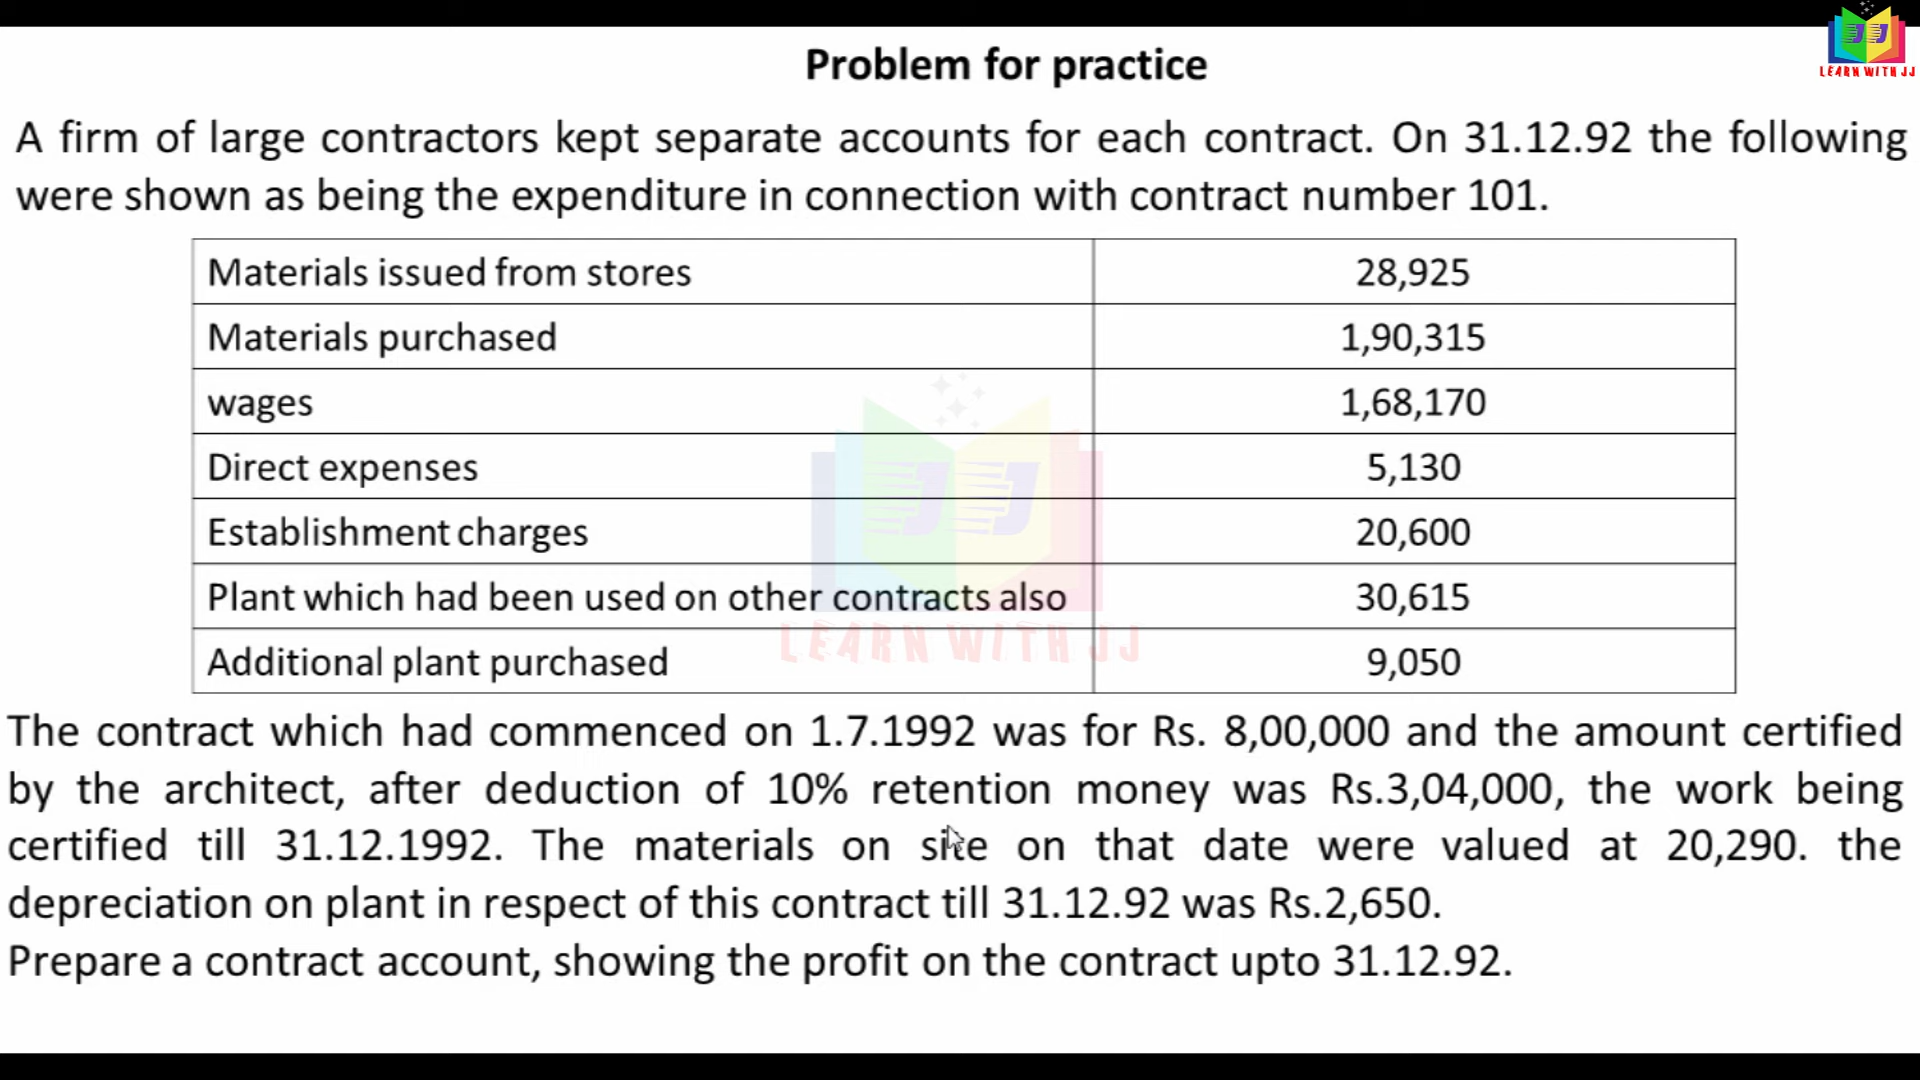 LEARN WITH JJ
Problem for practice
A firm of large contractors kept separate accounts for each contract. On 31.12.92 the following
were shown as being the expenditure in connection with contract number 101.
Materials issued from stores 28,925
Materials purchased 1,90,315
wages 1,68,170
Direct expenses 5,130
Establishment charges 20,600
Plant which had been used on other contracts also 30,615
LEARN WITH JJ
Additional plant purchased 9,050
The contract which had commenced on 1.7.1992 was for Rs. 8,00,000 and the amount certified
by the architect, after deduction of 10% retention money was Rs.3,04,000, the work being
certified till 31.12.1992. The materials on site on that date were valued at 20,290. the
depreciation on plant in respect of this contract till 31.12.92 was Rs.2,650.
Prepare a contract account, showing the profit on the contract upto 31.12.92.